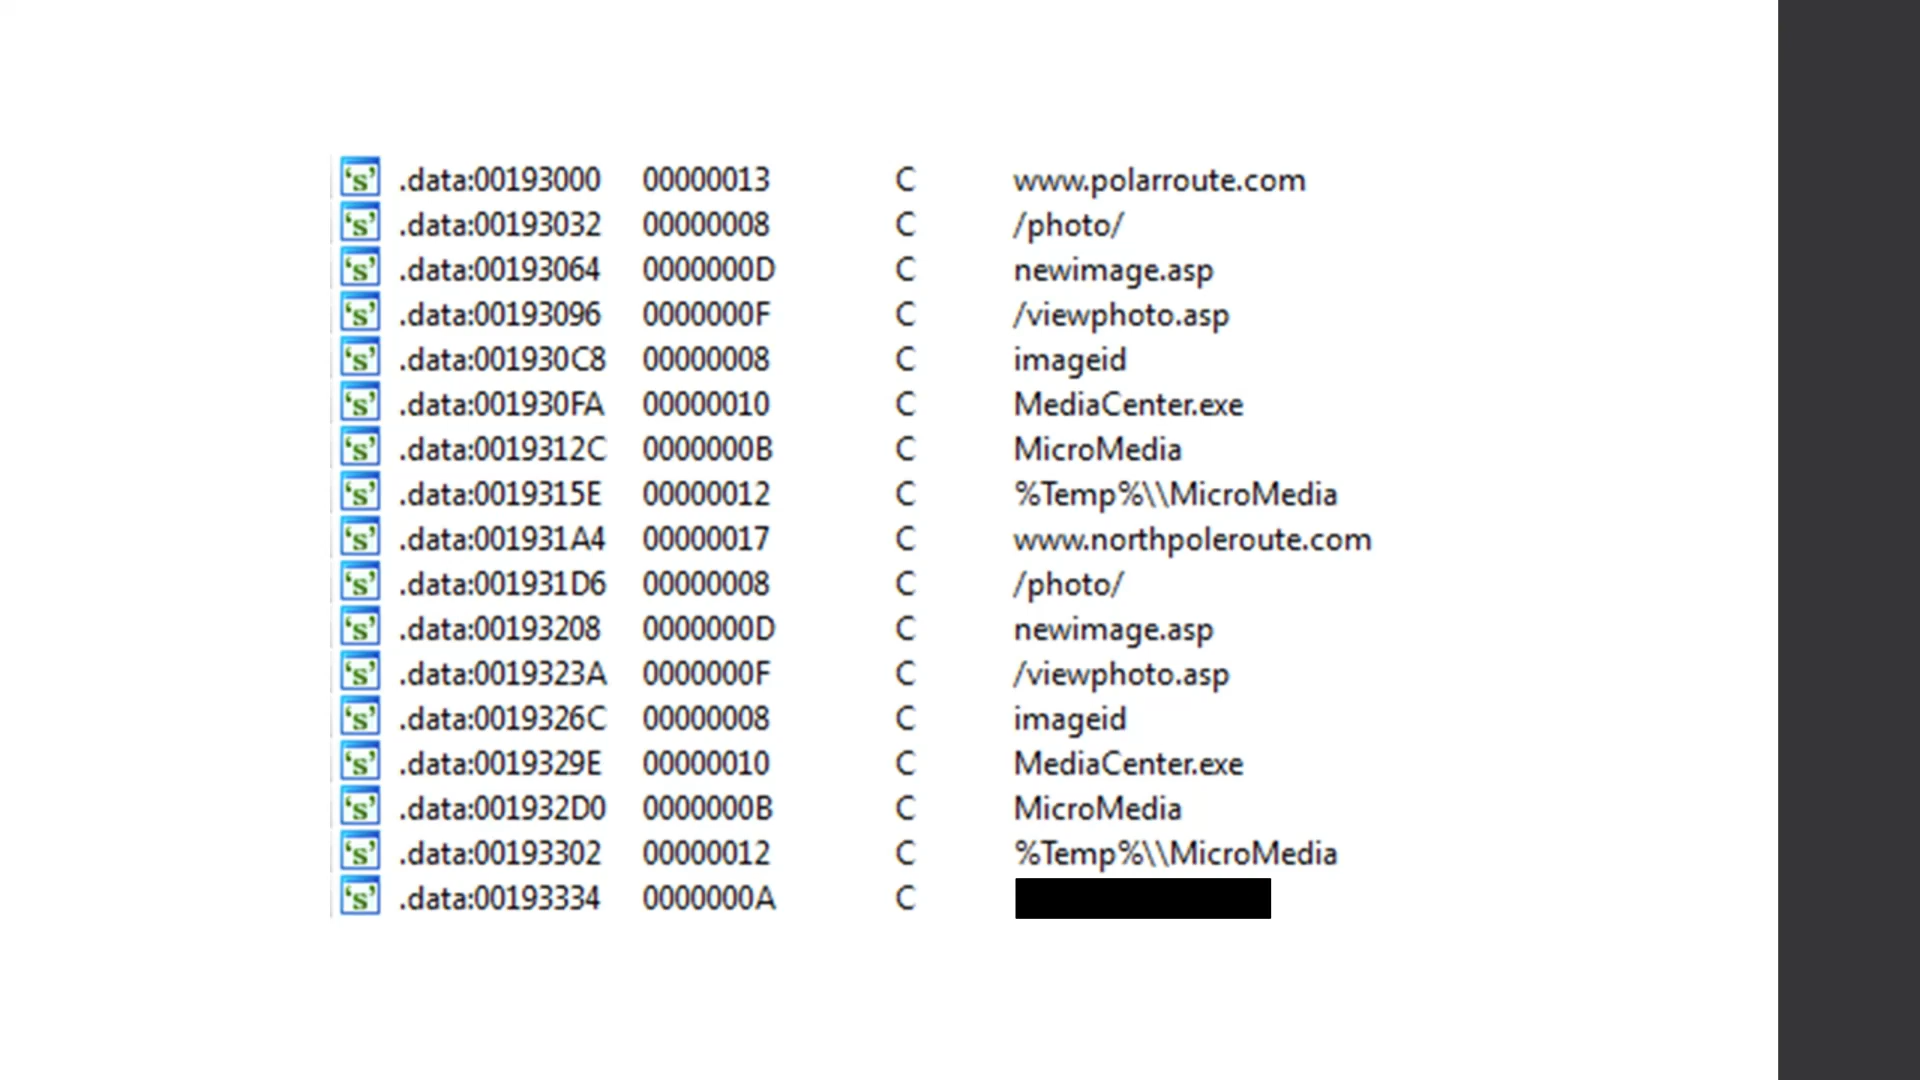 's' .data:00193000 00000013 C www.polarroute.com
's' .data:00193032 00000008 C /photo/
's' .data:00193064 0000000D C newimage.asp
's' .data:00193096 0000000F C /viewphoto.asp
's' .data:001930C8 00000008 C imageid
's' .data:001930FA 00000010 C MediaCenter.exe
's' .data:0019312C 0000000B C MicroMedia
's' .data:0019315E 00000012 C %Temp%\\MicroMedia
's' .data:001931A4 00000017 C www.northpoleroute.com
's' .data:001931D6 00000008 C /photo/
's' .data:00193208 0000000D C newimage.asp
's' .data:0019323A 0000000F C /viewphoto.asp
's' .data:0019326C 00000008 C imageid
's' .data:0019329E 00000010 C MediaCenter.exe
's' .data:001932D0 0000000B C MicroMedia
's' .data:00193302 00000012 C %Temp%\\MicroMedia
's' .data:00193334 0000000A C